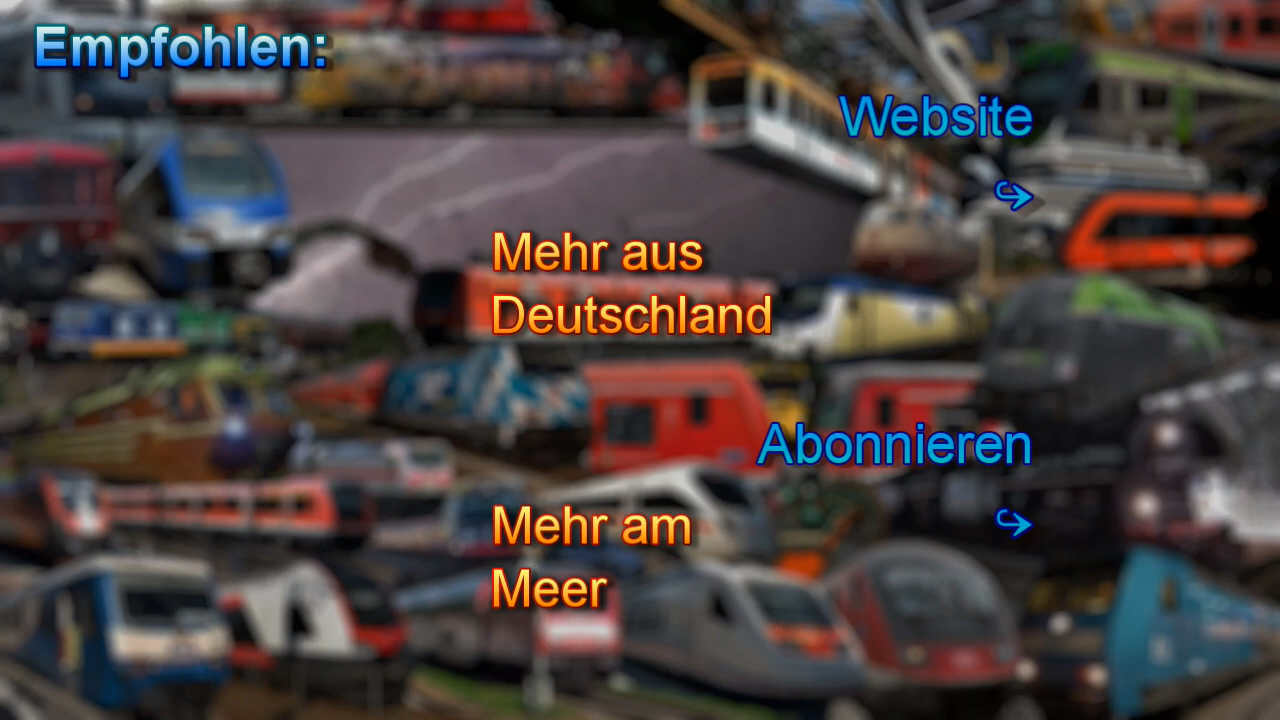 Empfohlen:
Website
Mehr aus
Deutschland
Abonnieren
Mehr am
Meer